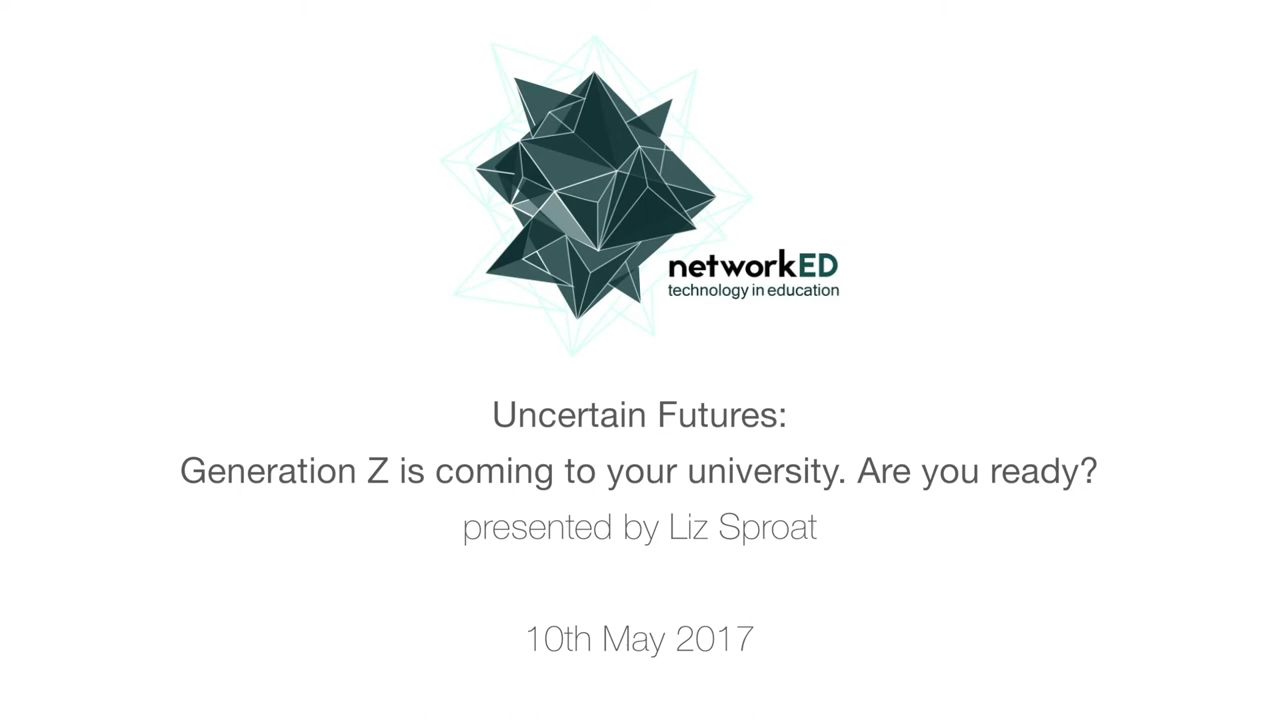 networkED
technology in education
Uncertain Futures:
Generation Z is coming to your university. Are you ready?
presented by Liz Sproat
10th May 2017